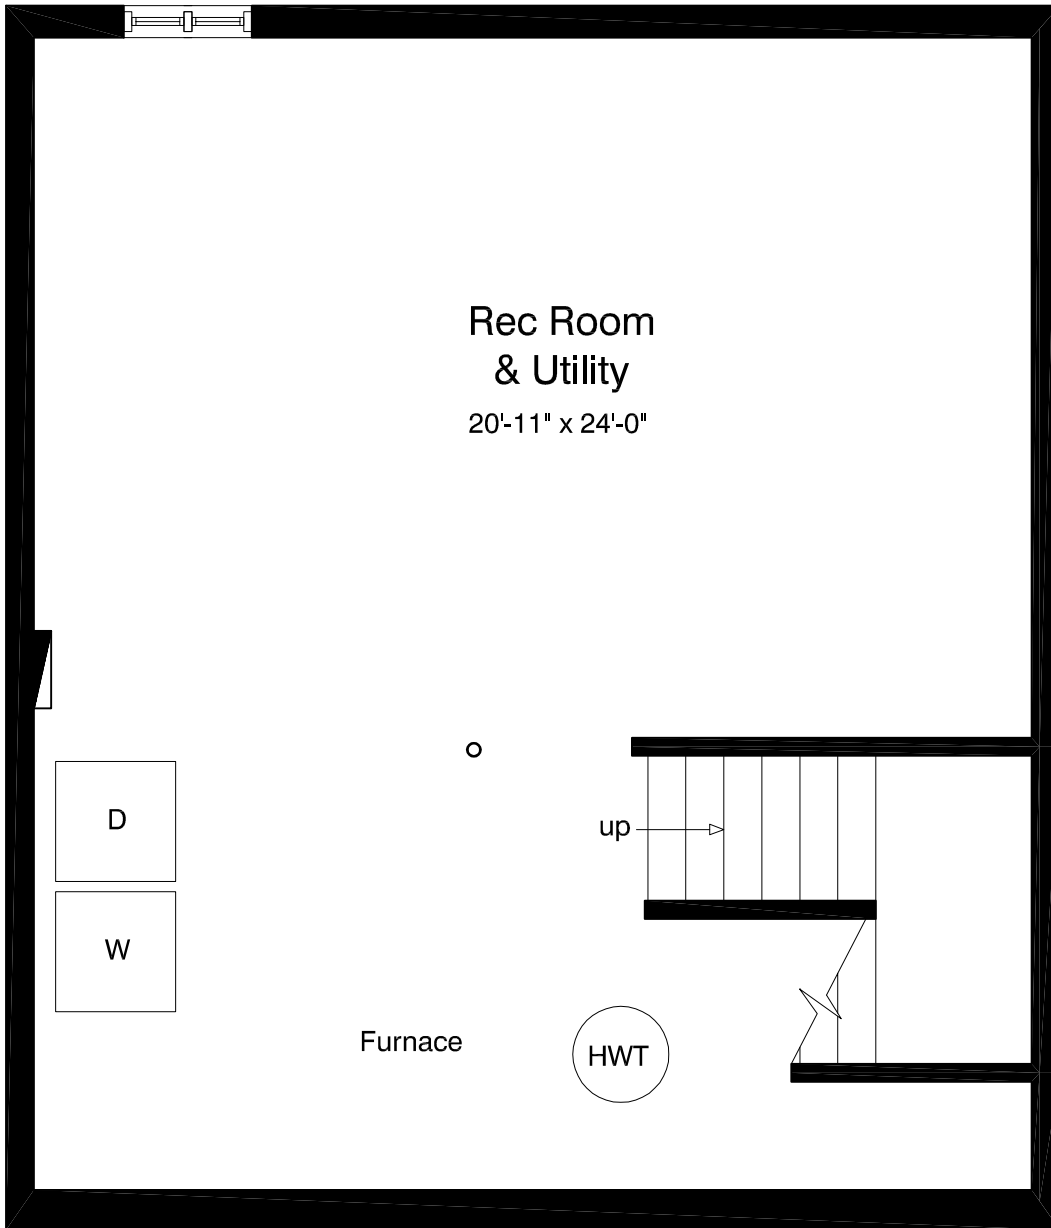 Rec Room
& Utility
20'-11" x 24'-0"
D
up
W
Furnace
HWT